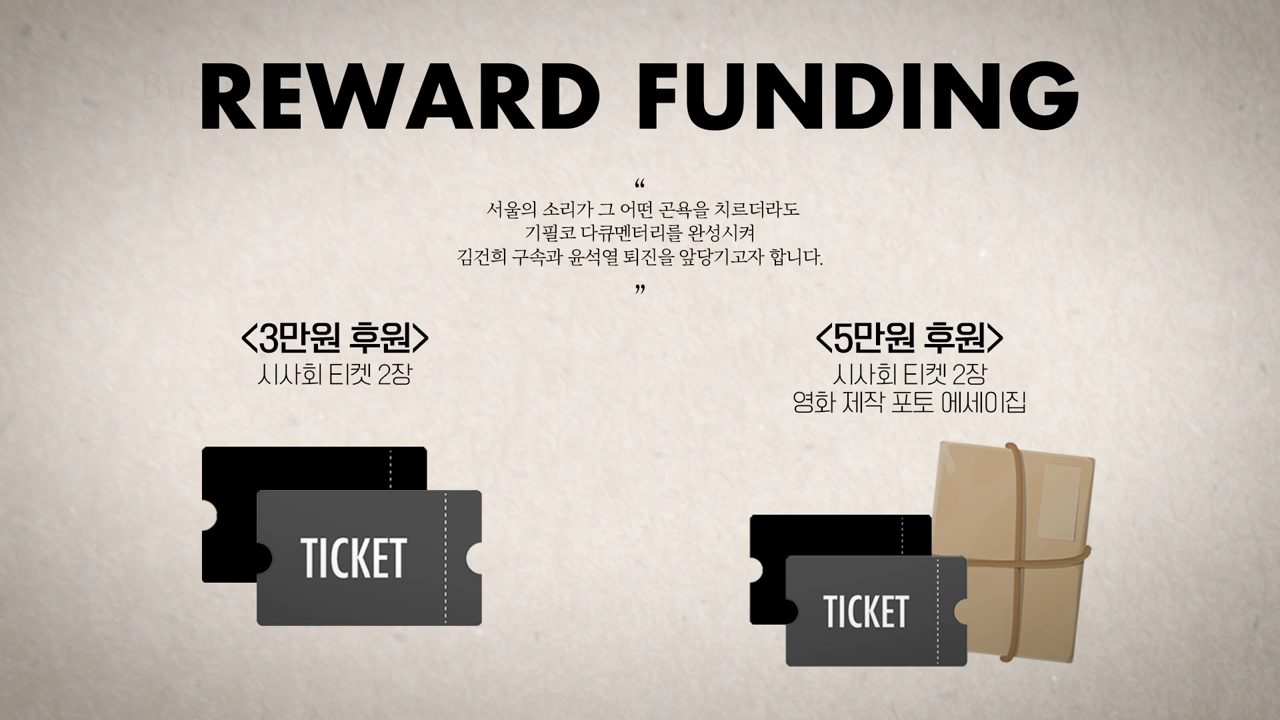 REWARD FUNDING
“
서울의 소리가 그 어떤 곤욕을 치르더라도
기필코 다큐멘터리를 완성시켜
김건희 구속과 윤석열 퇴진을 앞당기고자 합니다.
”
<3만원 후원>
시사회 티켓 2장
<5만원 후원>
시사회 티켓 2장
영화 제작 포토 에세이집
TICKET
TICKET